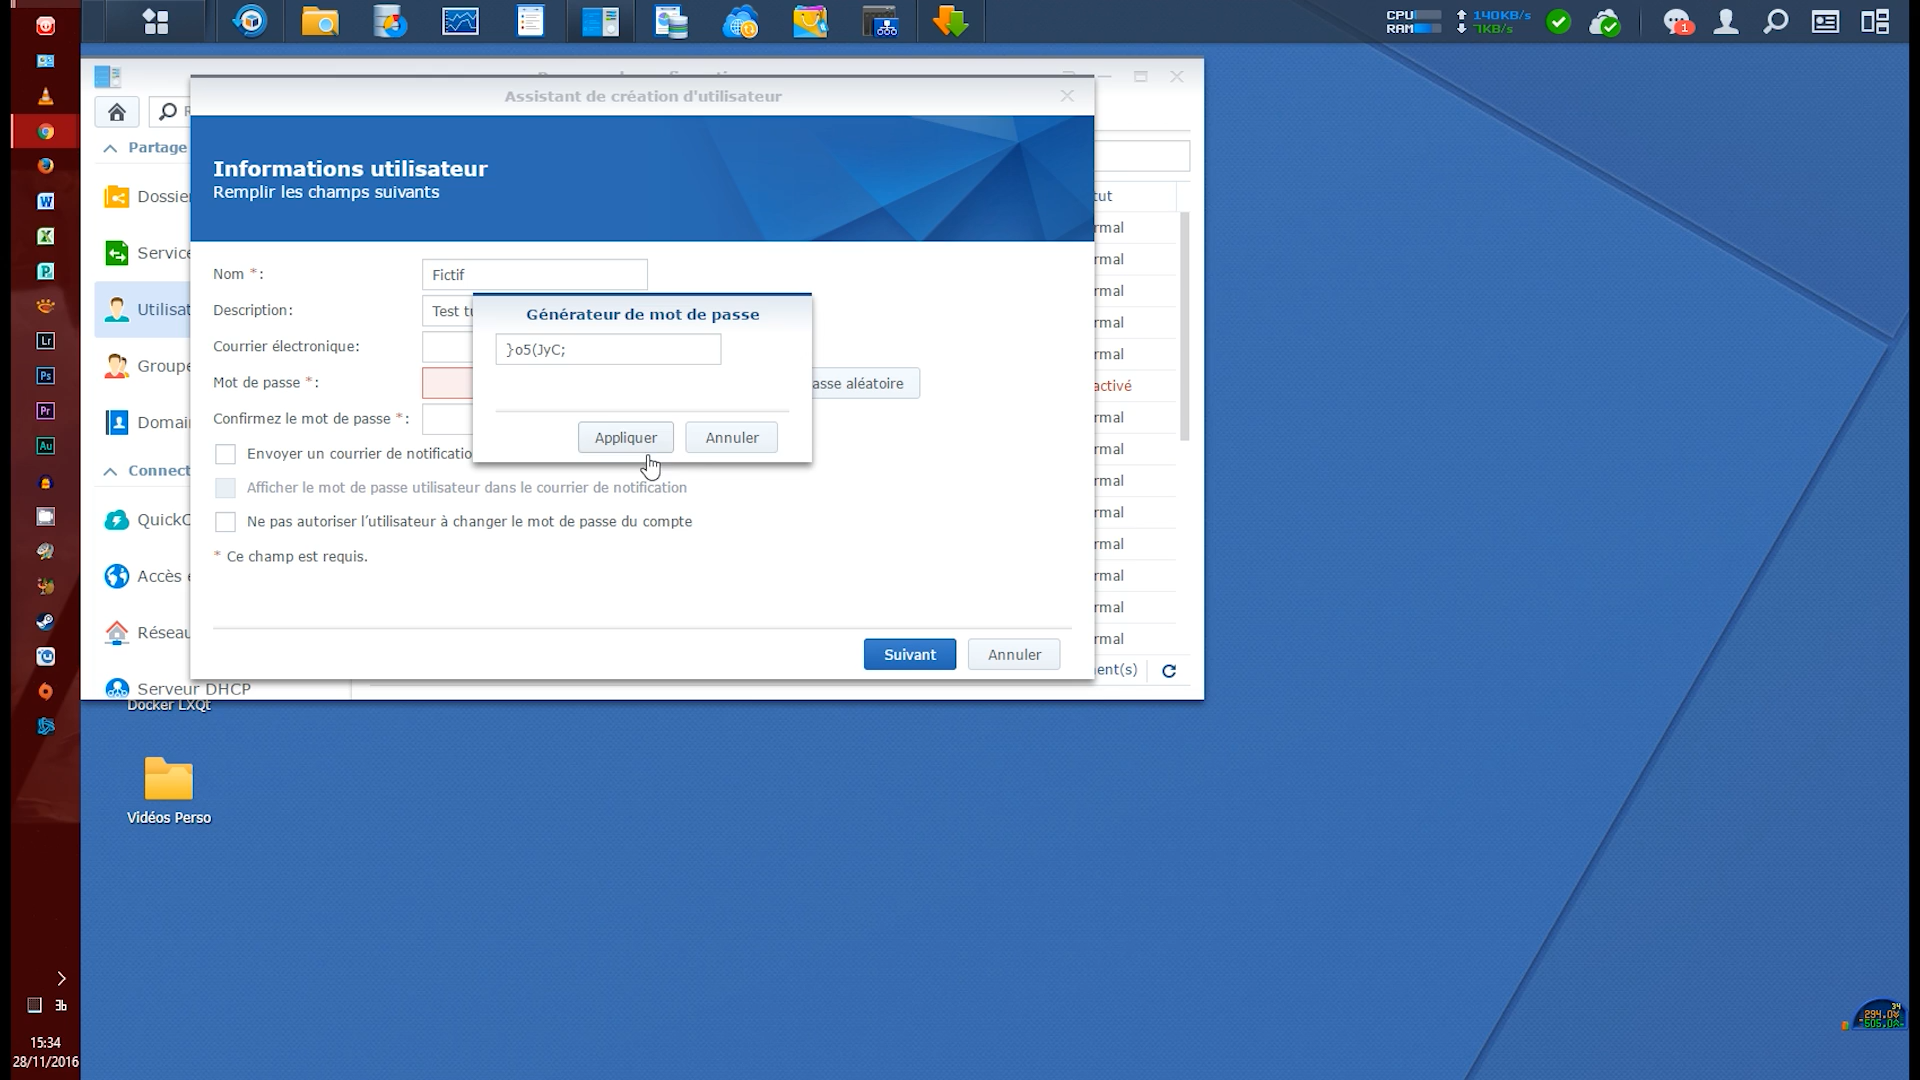 CPU
RAM
140KB/s
7KB/s
1
Assistant de création d'utilisateur
Partage
Informations utilisateur
Remplir les champs suivants
Nom *:
Fictif
Description:
Test tu
Générateur de mot de passe
Courrier électronique:
}o5(JyC;
Mot de passe *:
asse aléatoire
Confirmez le mot de passe *:
Appliquer
Annuler
Envoyer un courrier de notificatio
Afficher le mot de passe utilisateur dans le courrier de notification
Ne pas autoriser l'utilisateur à changer le mot de passe du compte
* Ce champ est requis.
Suivant
Annuler
Dossie
Service
Utilisat
Groupe
Domai
Connect
QuickC
Accès e
Réseau
Serveur DHCP
tut
rmal
rmal
rmal
rmal
rmal
activé
rmal
rmal
rmal
rmal
rmal
rmal
rmal
rmal
ent(s)
Docker LXQt
Vidéos Perso
15:34
28/11/2016